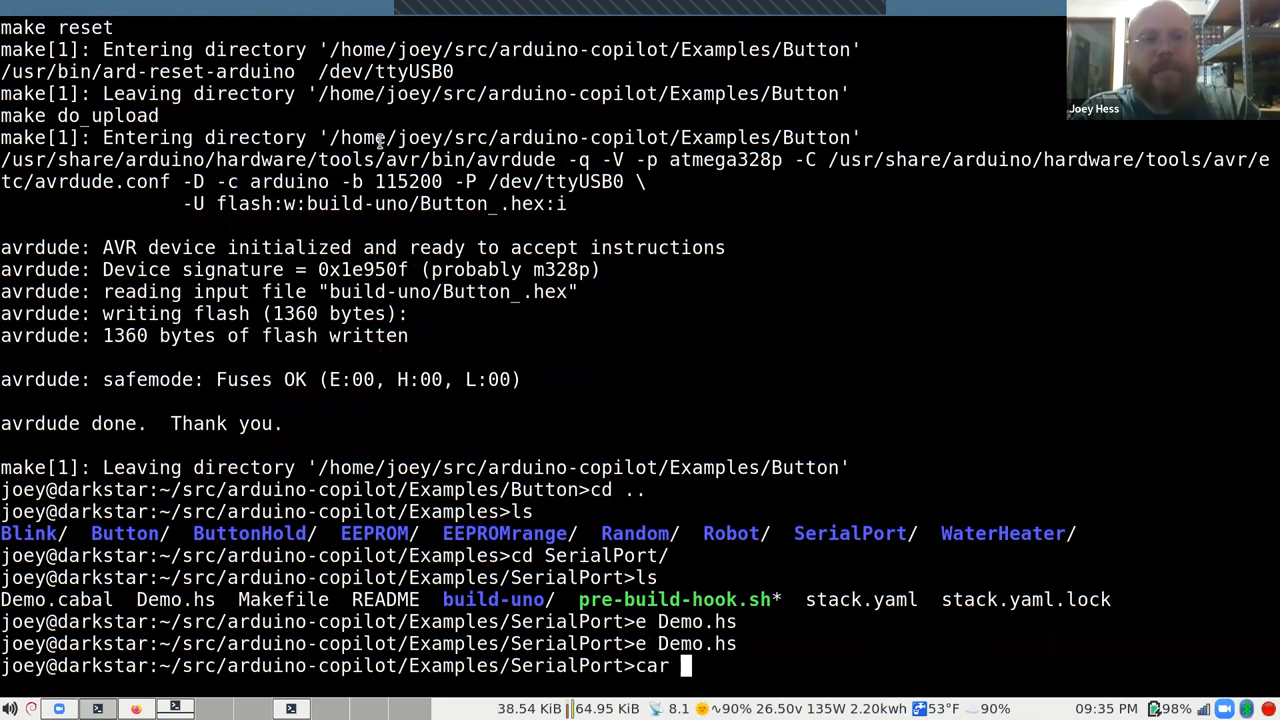 make reset
make[1]: Entering directory '/home/joey/src/arduino-copilot/Examples/Button'
/usr/bin/ard-reset-arduino  /dev/ttyUSB0
make[1]: Leaving directory '/home/joey/src/arduino-copilot/Examples/Button'
make do_upload
make[1]: Entering directory '/home/joey/src/arduino-copilot/Examples/Button'
/usr/share/arduino/hardware/tools/avr/bin/avrdude -q -V -p atmega328p -C /usr/share/arduino/hardware/tools/avr/e
tc/avrdude.conf -D -c arduino -b 115200 -P /dev/ttyUSB0 \
-U flash:w:build-uno/Button_.hex:i
avrdude: AVR device initialized and ready to accept instructions
avrdude: Device signature = 0x1e950f (probably m328p)
avrdude: reading input file "build-uno/Button_.hex"
avrdude: writing flash (1360 bytes):
avrdude: 1360 bytes of flash written
avrdude: safemode: Fuses OK (E:00, H:00, L:00)
avrdude done.  Thank you.
make[1]: Leaving directory '/home/joey/src/arduino-copilot/Examples/Button'
joey@darkstar:~/src/arduino-copilot/Examples/Button>cd ..
joey@darkstar:~/src/arduino-copilot/Examples>ls
Blink/  Button/  ButtonHold/  EEPROM/  EEPROMrange/  Random/  Robot/  SerialPort/  WaterHeater/
joey@darkstar:~/src/arduino-copilot/Examples>cd SerialPort/
joey@darkstar:~/src/arduino-copilot/Examples/SerialPort>ls
Demo.cabal  Demo.hs  Makefile  README  build-uno/  pre-build-hook.sh*  stack.yaml  stack.yaml.lock
joey@darkstar:~/src/arduino-copilot/Examples/SerialPort>e Demo.hs
joey@darkstar:~/src/arduino-copilot/Examples/SerialPort>e Demo.hs
joey@darkstar:~/src/arduino-copilot/Examples/SerialPort>car
Joey Hess
38.54 KiB 64.95 KiB 8.1 90% 26.50v 135W 2.20kwh 53°F 90% 09:35 PM 98%